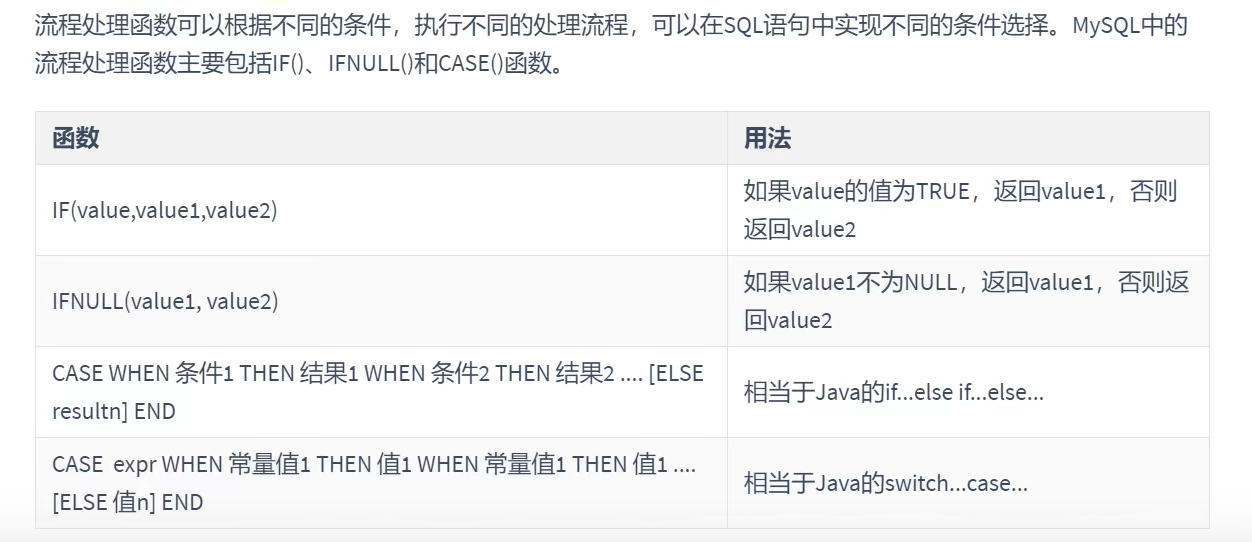 流程处理函数可以根据不同的条件，执行不同的处理流程，可以在SQL语句中实现不同的条件选择。MySQL中的
流程处理函数主要包括IF()、IFNULL()和CASE()函数。
函数
用法
IF(value,value1,value2)
如果value的值为TRUE，返回value1，否则
返回value2
IFNULL(value1, value2)
如果value1不为NULL，返回value1，否则返
回value2
CASE WHEN 条件1 THEN 结果1 WHEN 条件2 THEN 结果2 .... [ELSE
resultn] END
相当于Java的if...else if...else...
CASE  expr WHEN 常量值1 THEN 值1 WHEN 常量值1 THEN 值1 ....
[ELSE 值n] END
相当于Java的switch...case...